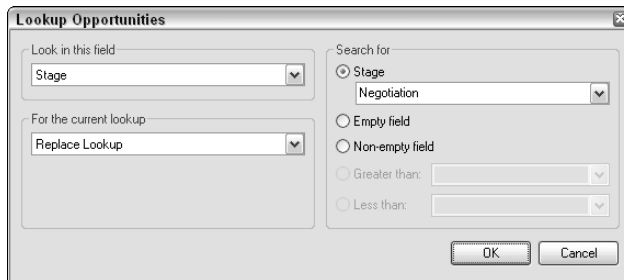 Lookup Opportunities
Look in this field
Stage
For the current lookup
Replace Lookup
Search for
Stage
Negotiation
Empty field
Non-empty field
Greater than:
Less than:
OK
Cancel